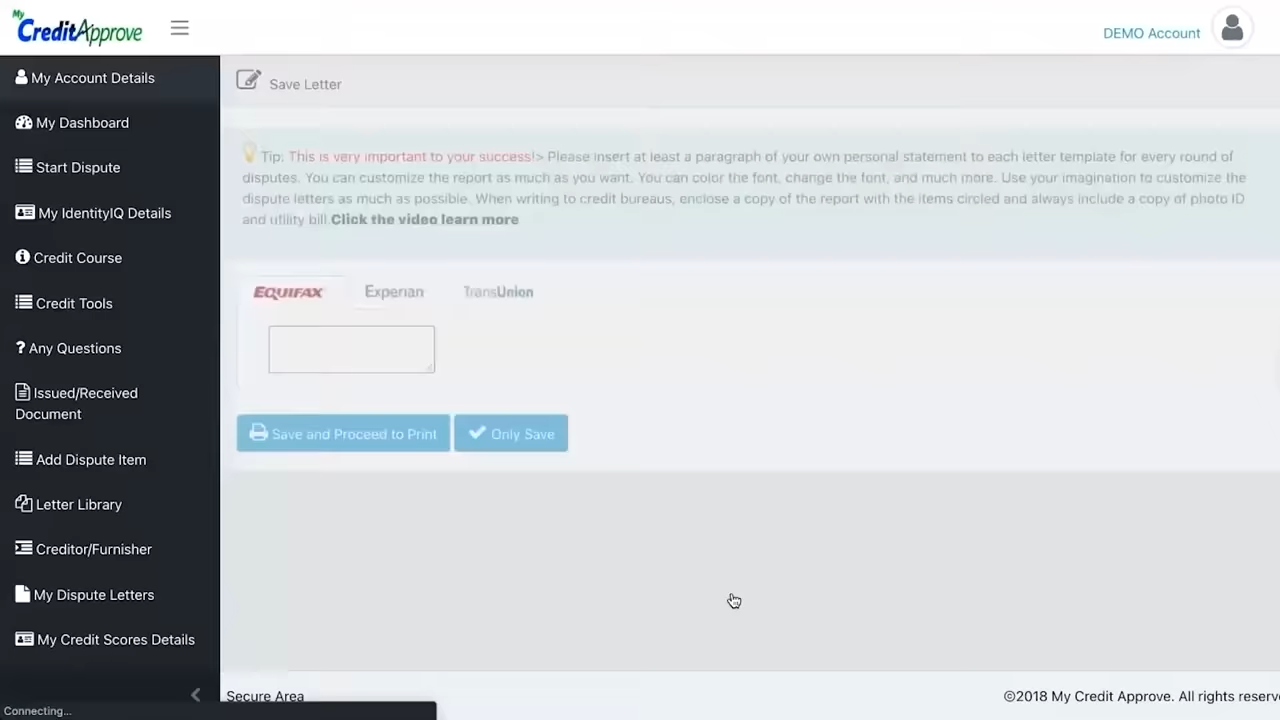 My
CreditApprove
DEMO Account
My Account Details
My Dashboard
Start Dispute
My IdentityIQ Details
Credit Course
Credit Tools
? Any Questions
Issued/Received
Document
Add Dispute Item
Letter Library
Creditor/Furnisher
My Dispute Letters
My Credit Scores Details
Save Letter
Tip: This is very important to your success!> Please insert at least a paragraph of your own personal statement to each letter template for every round of
disputes. You can customize the report as much as you want. You can color the font, change the font, and much more. Use your imagination to customize the
dispute letters as much as possible. When writing to credit bureaus, enclose a copy of the report with the items circled and always include a copy of photo ID
and utility bill.Click the video learn more
EQUIFAX Experian TransUnion
Save and Proceed to Print Only Save
Secure Area
©2018 My Credit Approve. All rights reserve
Connecting...